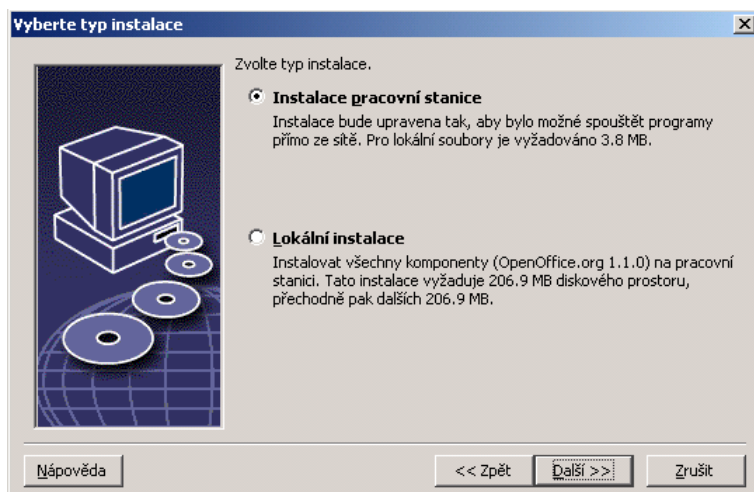 Vyberte typ instalace
Zvolte typ instalace.
Instalace pracovní stanice
Instalace bude upravena tak, aby bylo možné spouštět programy
přímo ze sítě. Pro lokální soubory je vyžadováno 3.8 MB.
Lokální instalace
Instalovat všechny komponenty (OpenOffice.org 1.1.0) na pracovní
stanici. Tato instalace vyžaduje 206.9 MB diskového prostoru,
přechodně pak dalších 206.9 MB.
Nápověda
<< Zpět
Další >>
Zrušit